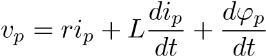 $v_p = ri_p + L\frac{di_p}{dt} + \frac{d\varphi_p}{dt}$